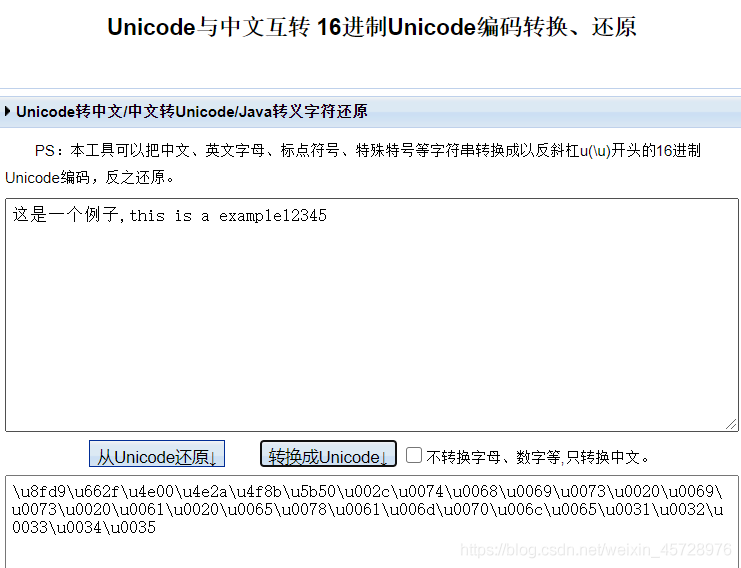 Unicode与中文互转 16进制Unicode编码转换、还原
Unicode转中文/中文转Unicode/Java转义字符还原
PS：本工具可以把中文、英文字母、标点符号、特殊特号等字符串转换成以反斜杠u(\u)开头的16进制
Unicode编码，反之还原。
这是一个例子,this is a example12345
从Unicode还原↓ 转换成Unicode↓ 不转换字母、数字等,只转换中文。
\u8fd9\u662f\u4e00\u4e2a\u4f8b\u5b50\u002c\u0074\u0068\u0069\u0073\u0020\u0069\
u0073\u0020\u0061\u0020\u0065\u0078\u0061\u006d\u0070\u006c\u0065\u0031\u0032\u
0033\u0034\u0035
https://blog.csdn.net/weixin_45728976